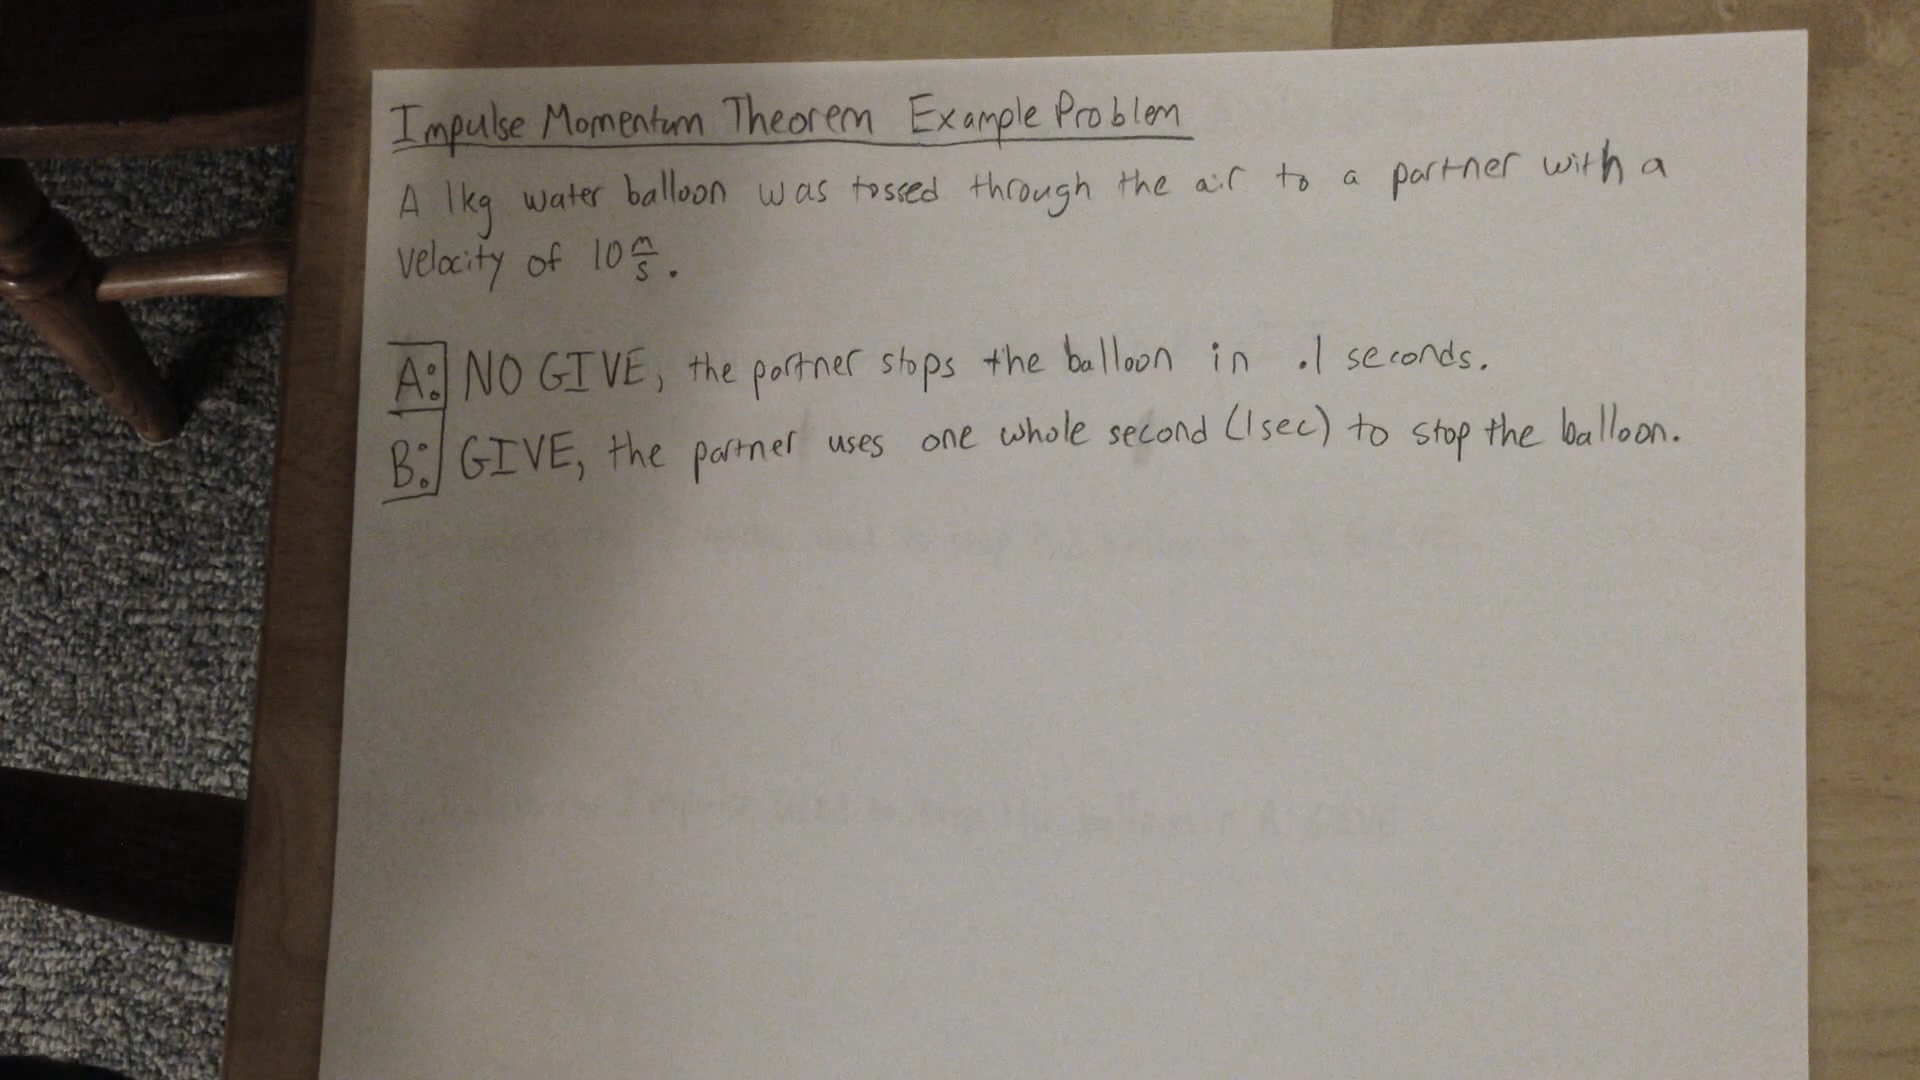 Impulse Momentum Theorem Example Problem
A 1kg water balloon was tossed through the air to a partner with a
velocity of 10 m/s.
A: NO GIVE, the partner stops the balloon in .1 seconds.
B: GIVE, the partner uses one whole second (1sec) to stop the balloon.